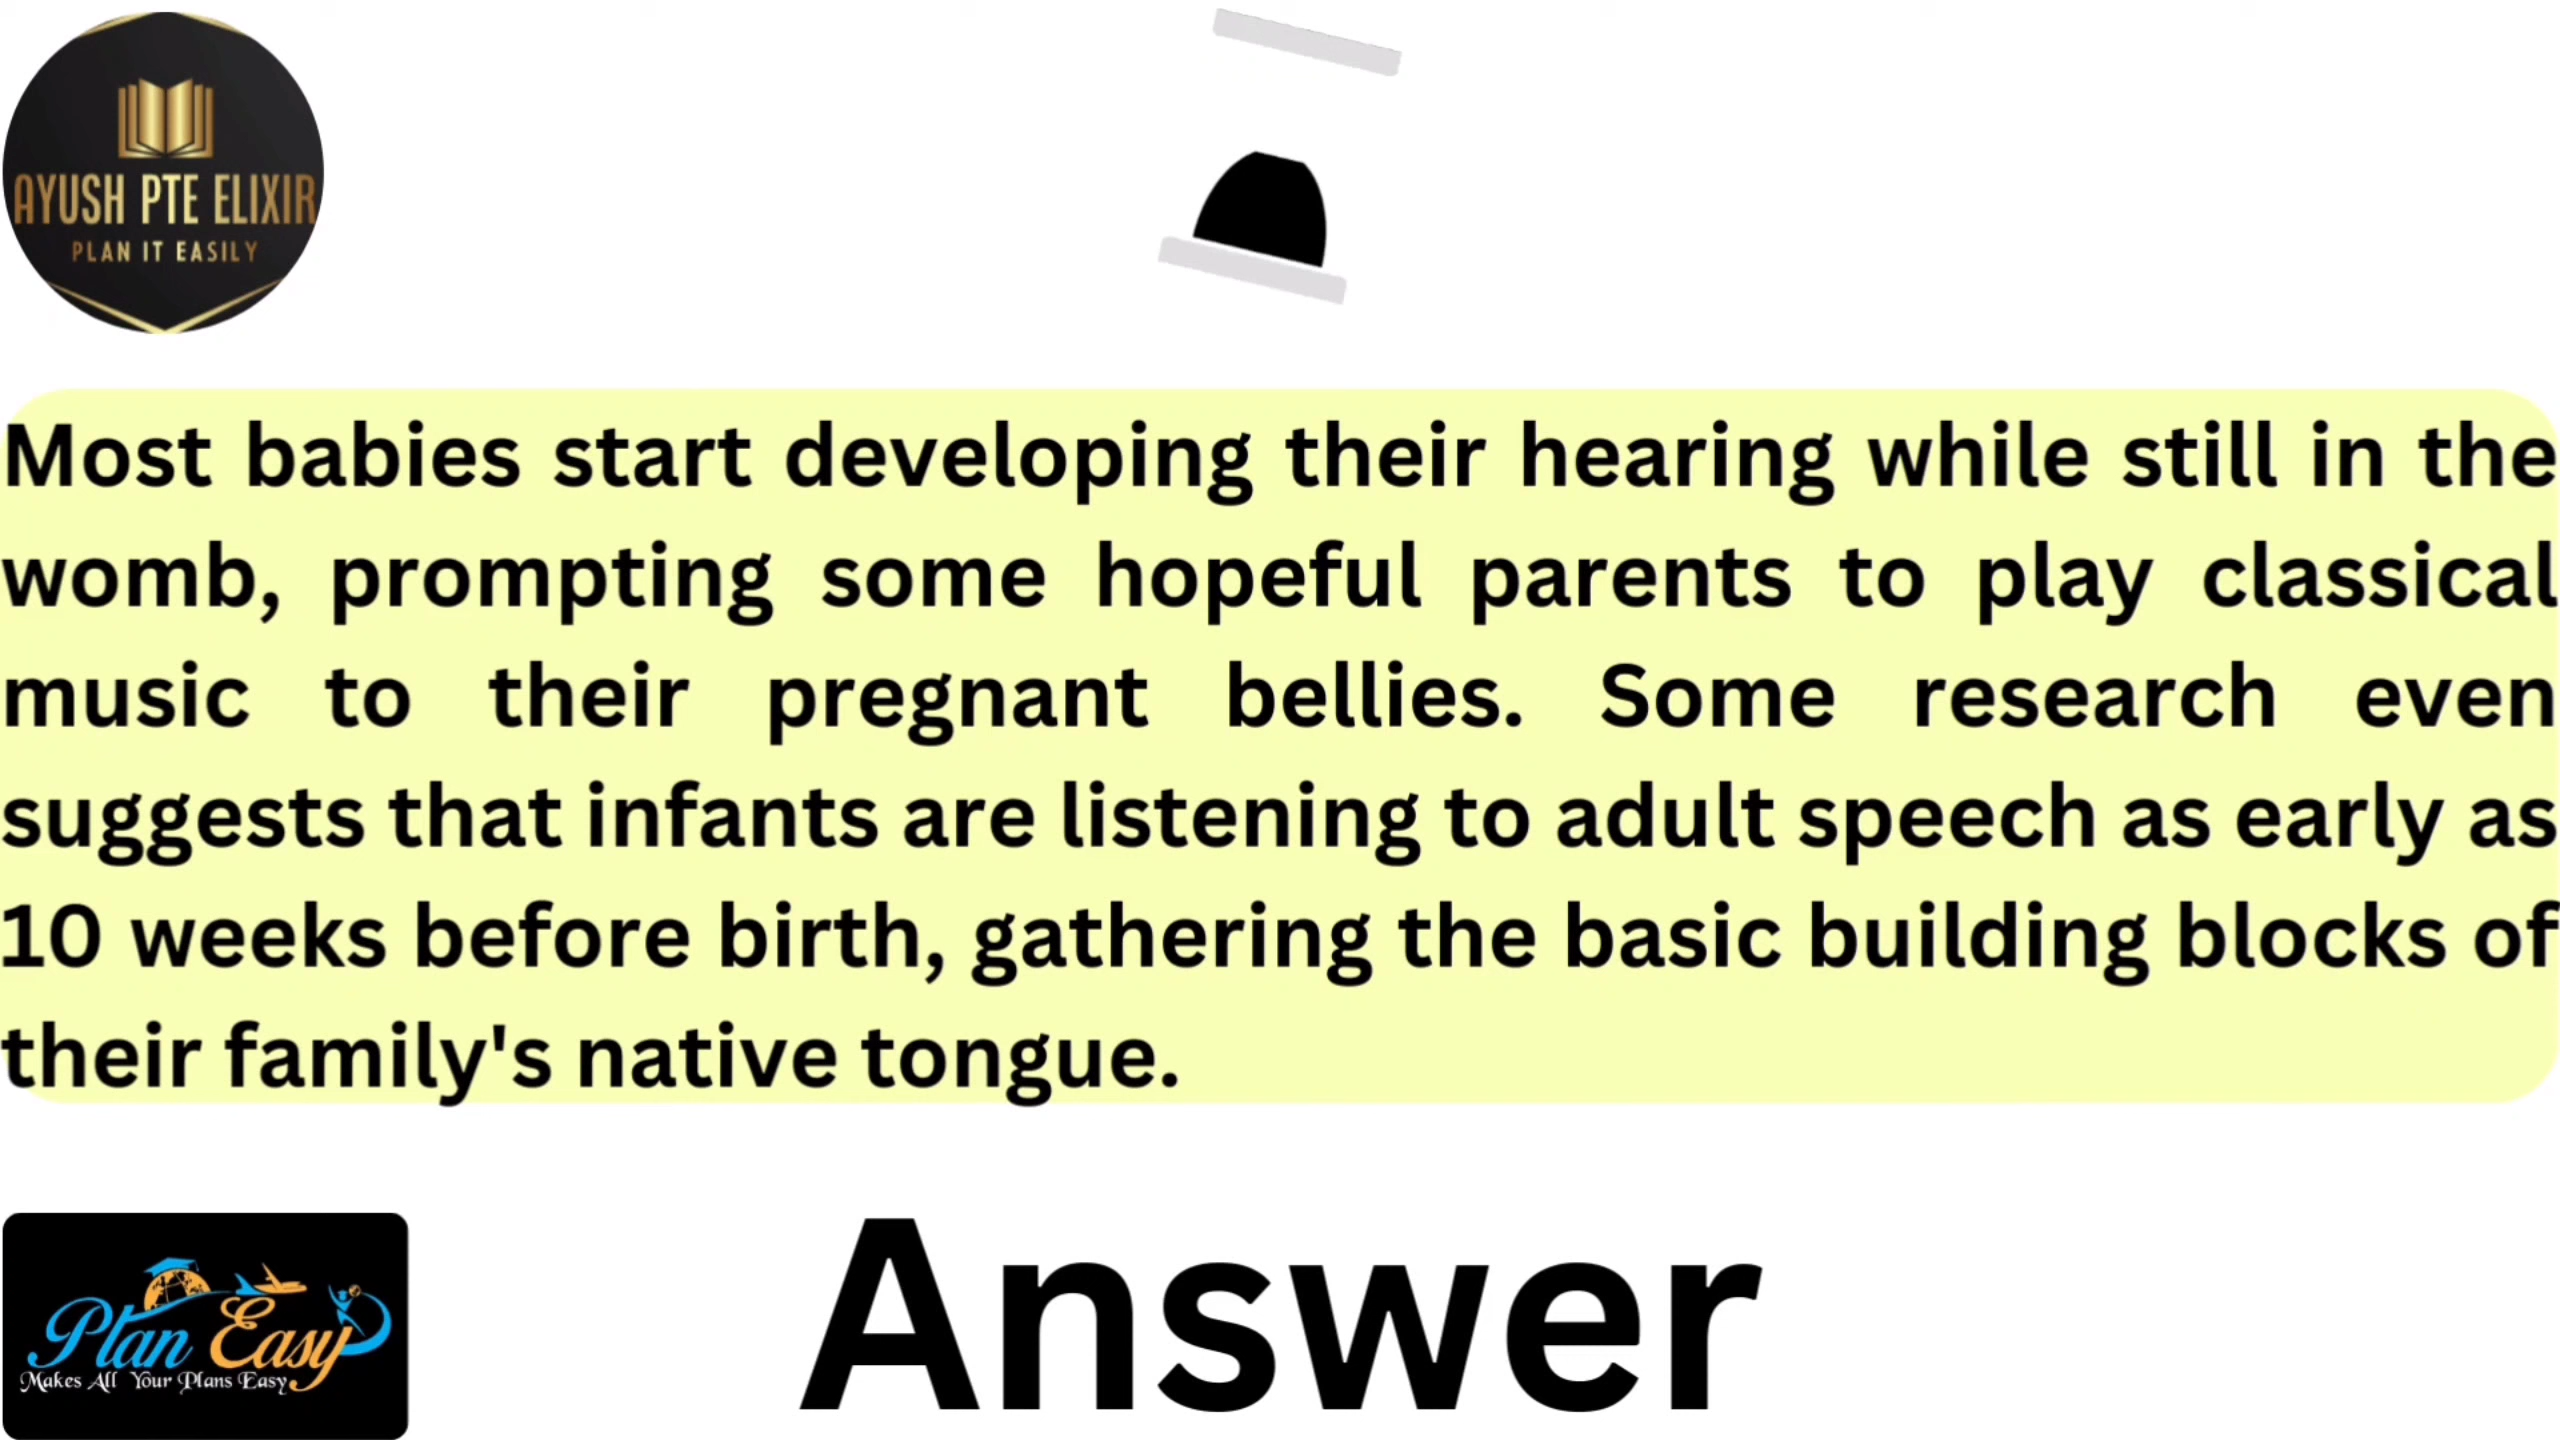 AYUSH PTE ELIXIR
PLAN IT EASILY
Most babies start developing their hearing while still in the
womb, prompting some hopeful parents to play classical
music to their pregnant bellies. Some research even
suggests that infants are listening to adult speech as early as
10 weeks before birth, gathering the basic building blocks of
their family's native tongue.
Plan Easy
Makes All Your Plans Easy
Answer